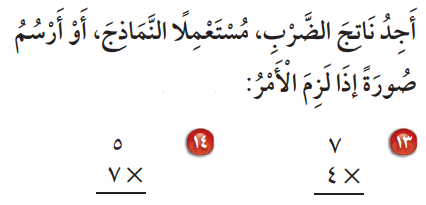 أَجِدُ نَاتِجَ الضَّرْبِ، مُسْتَعْمِلًا النَّمَاذِجَ، أَوْ أَرْسُمُ
صُورَةً إِذَا لَزِمَ الْأَمْرُ:
١٣ ٧ ١٤ ٥
× ٤ × ٧